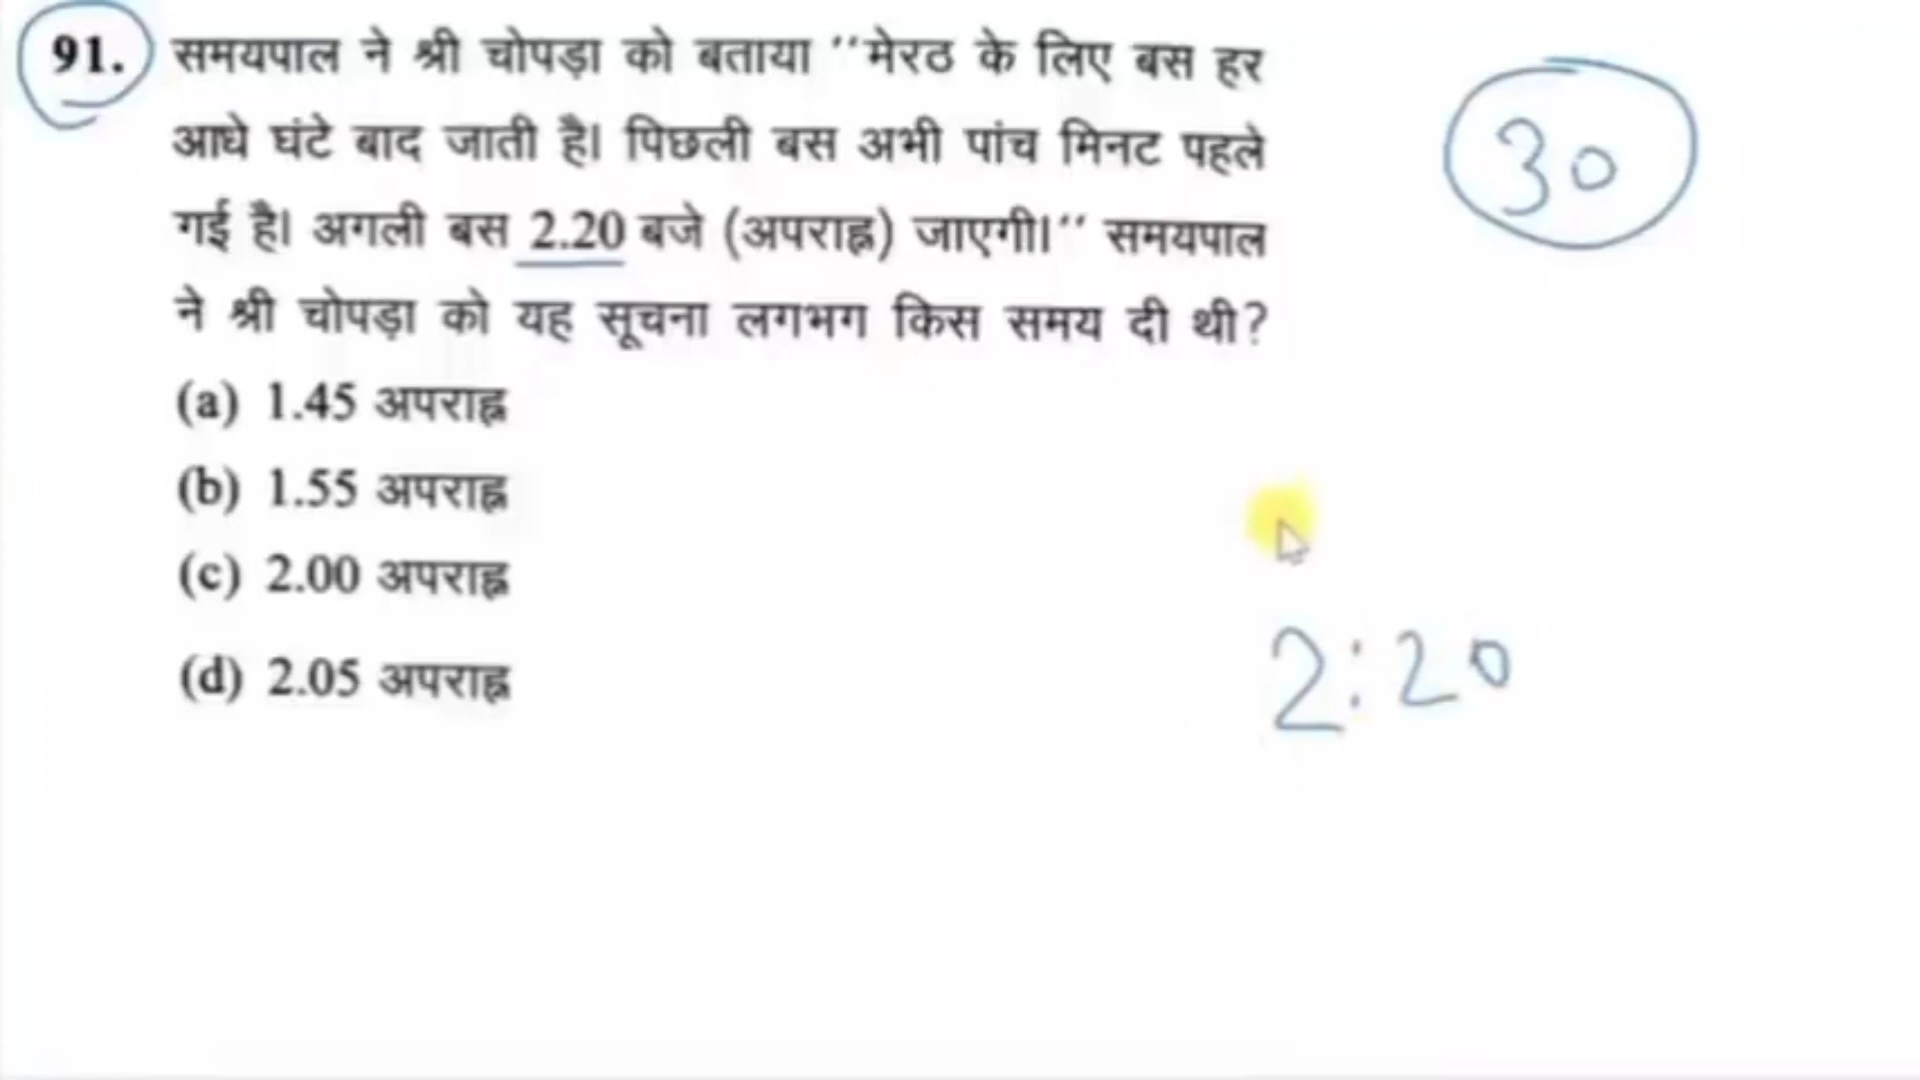 91. समयपाल ने श्री चोपड़ा को बताया ''मेरठ के लिए बस हर
आधे घंटे बाद जाती है। पिछली बस अभी पांच मिनट पहले
गई है। अगली बस 2.20 बजे (अपराह्न) जाएगी।'' समयपाल
ने श्री चोपड़ा को यह सूचना लगभग किस समय दी थी?
(a) 1.45 अपराह्न
(b) 1.55 अपराह्न
(c) 2.00 अपराह्न
(d) 2.05 अपराह्न
30
2:20